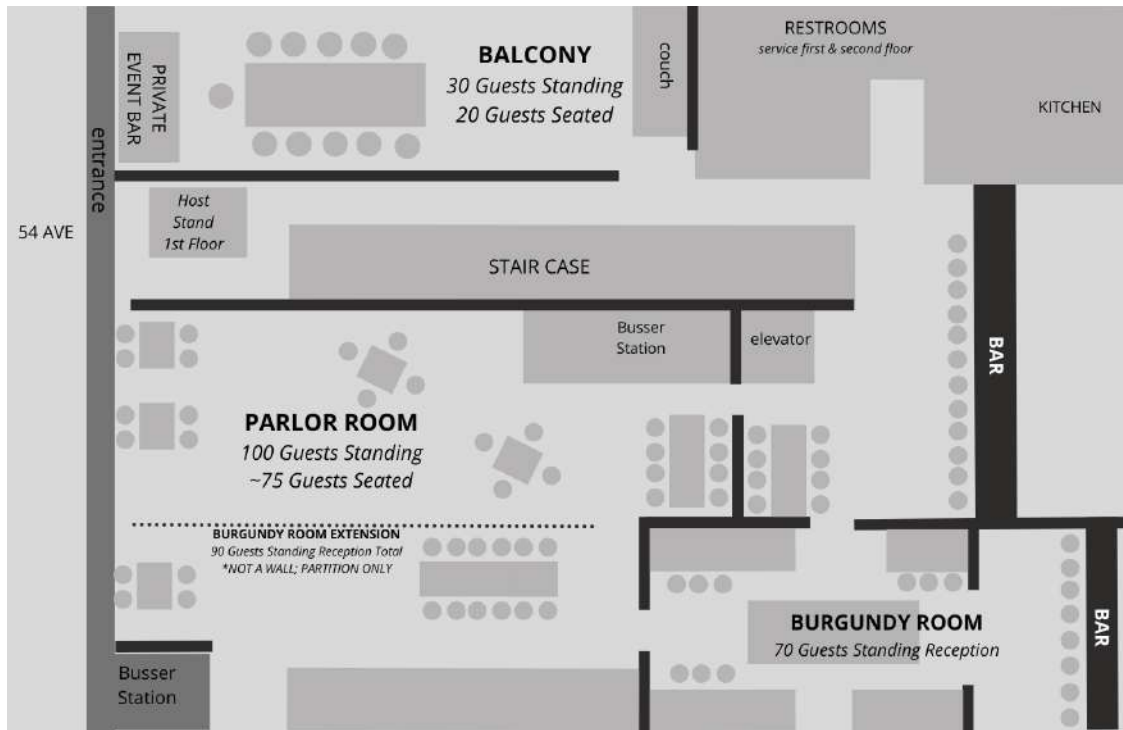 RESTROOMS
service first & second floor
KITCHEN
BALCONY
30 Guests Standing
20 Guests Seated
couch
PRIVATE
EVENT BAR
entrance
54 AVE
Host
Stand
1st Floor
STAIR CASE
Busser
Station
elevator
BAR
PARLOR ROOM
100 Guests Standing
~75 Guests Seated
BURGUNDY ROOM EXTENSION
90 Guests Standing Reception Total
*NOT A WALL; PARTITION ONLY
BURGUNDY ROOM
70 Guests Standing Reception
BAR
Busser
Station